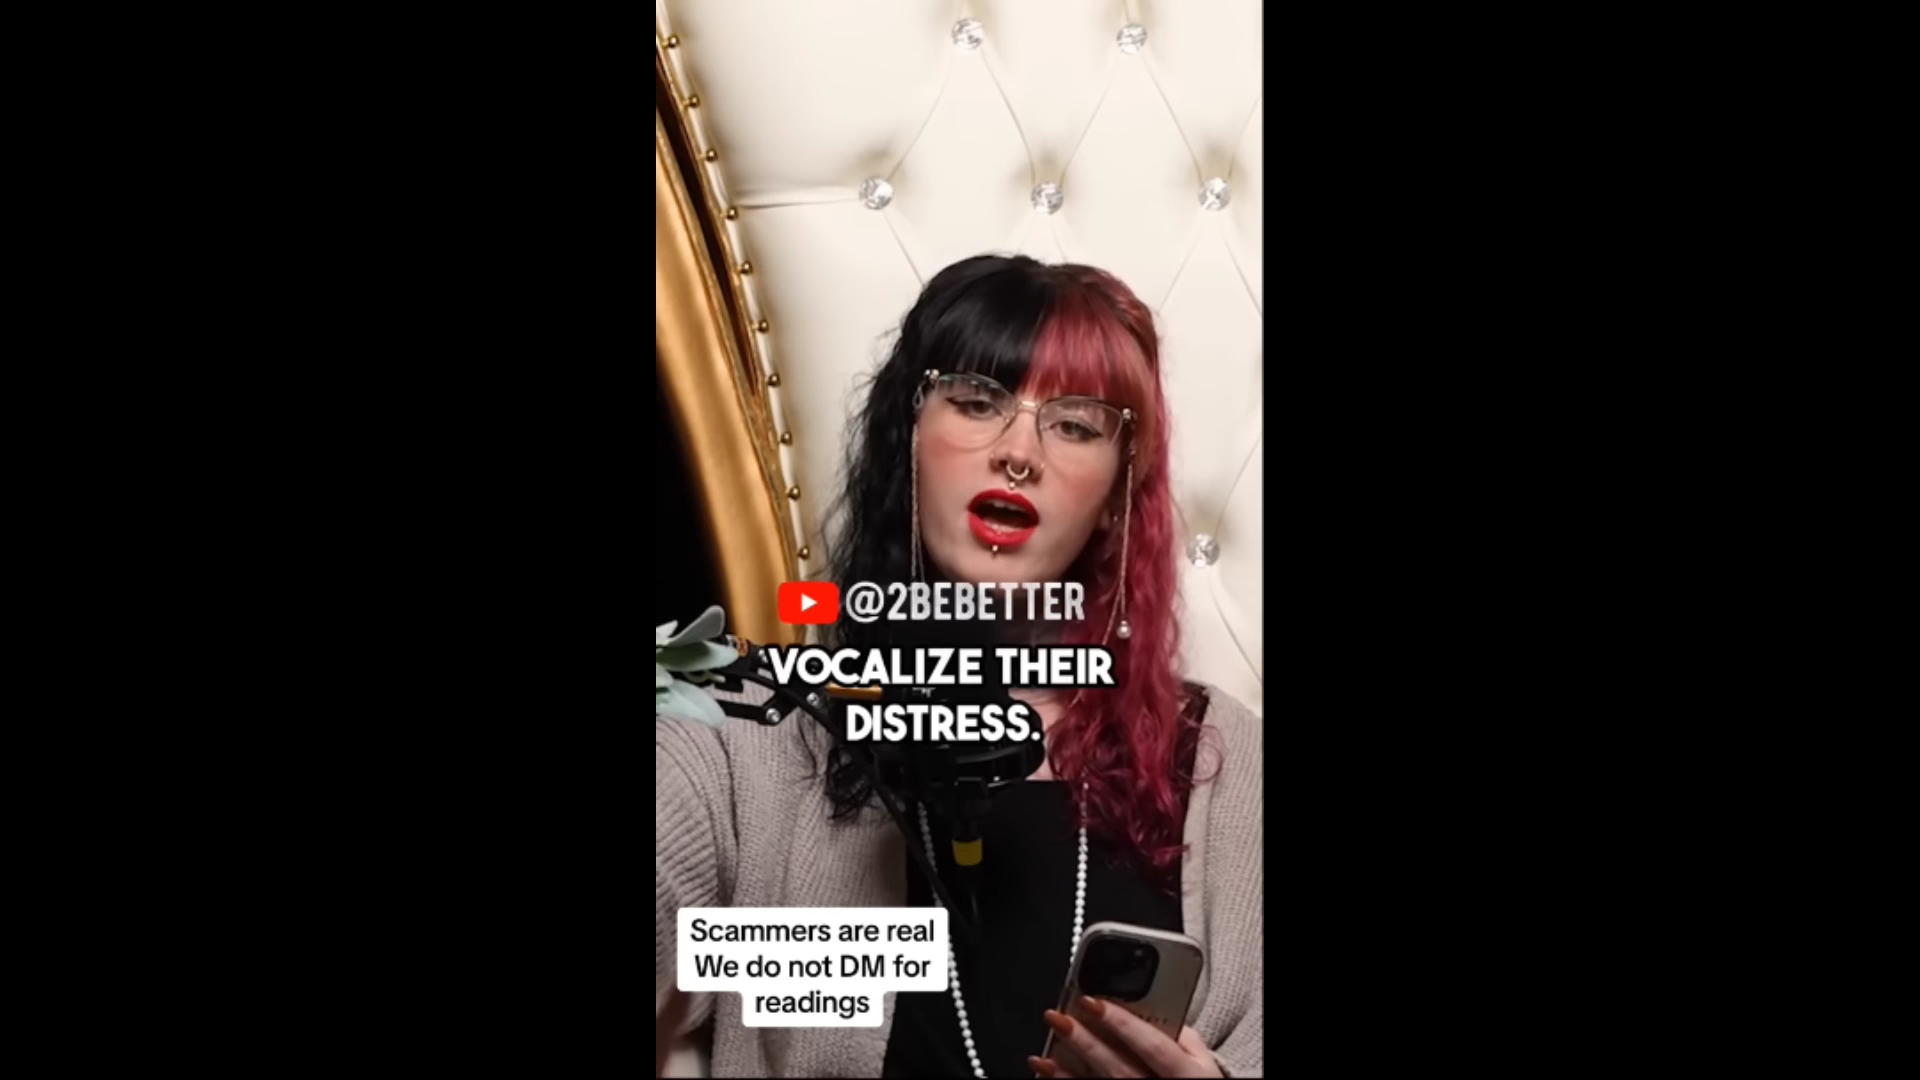 @2BEBETTER
VOCALIZE THEIR
DISTRESS.
Scammers are real
We do not DM for
readings